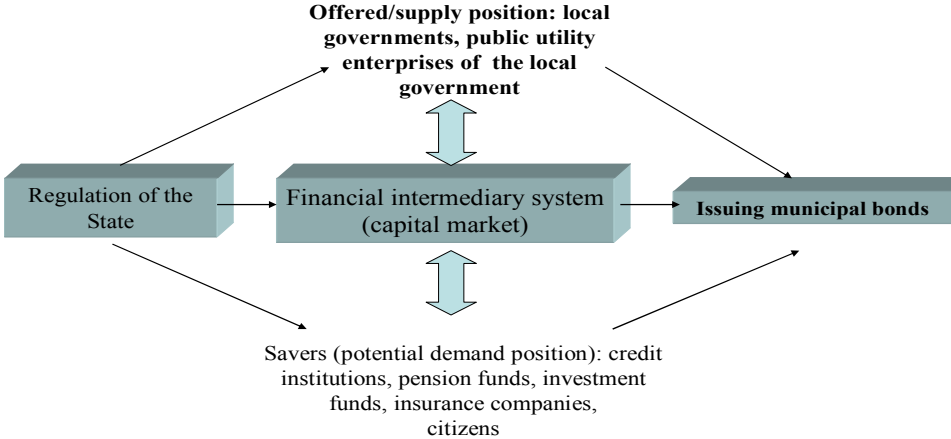 Offered/supply position: local
governments, public utility
enterprises of the local
government
Regulation of the
State
Financial intermediary system
(capital market)
Issuing municipal bonds
Savers (potential demand position): credit
institutions, pension funds, investment
funds, insurance companies,
citizens